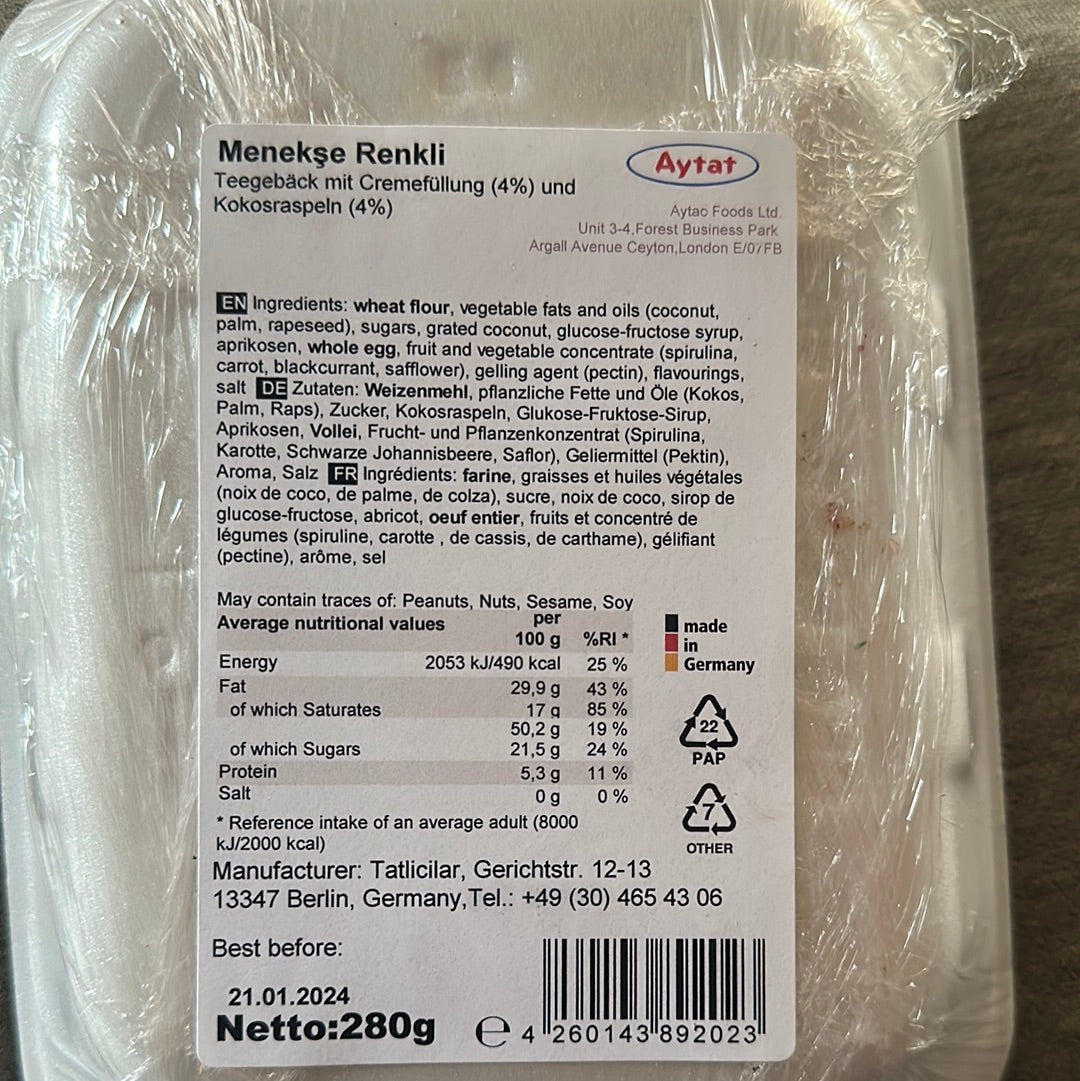 Menekşe Renkli
Teegebäck mit Cremefüllung (4%) und
Kokosraspeln (4%)
Aytat
Aytac Foods Ltd.
Unit 3-4,Forest Business Park
Argall Avenue Ceyton,London E/07FB
EN Ingredients: wheat flour, vegetable fats and oils (coconut,
palm, rapeseed), sugars, grated coconut, glucose-fructose syrup,
aprikosen, whole egg, fruit and vegetable concentrate (spirulina,
carrot, blackcurrant, safflower), gelling agent (pectin), flavourings,
salt DE Zutaten: Weizenmehl, pflanzliche Fette und Öle (Kokos,
Palm, Raps), Zucker, Kokosraspeln, Glukose-Fruktose-Sirup,
Aprikosen, Vollei, Frucht- und Pflanzenkonzentrat (Spirulina,
Karotte, Schwarze Johannisbeere, Saflor), Geliermittel (Pektin),
Aroma, Salz FR Ingrédients: farine, graisses et huiles végétales
(noix de coco, de palme, de colza), sucre, noix de coco, sirop de
glucose-fructose, abricot, oeuf entier, fruits et concentré de
légumes (spiruline, carotte , de cassis, de carthame), gélifiant
(pectine), arôme, sel
May contain traces of: Peanuts, Nuts, Sesame, Soy
Average nutritional values per
100 g %RI *
Energy 2053 kJ/490 kcal 25 %
Fat 29,9 g 43 %
of which Saturates 17 g 85 %
50,2 g 19 %
of which Sugars 21,5 g 24 %
Protein 5,3 g 11 %
Salt 0 g 0 %
* Reference intake of an average adult (8000
kJ/2000 kcal)
made
in
Germany
22
PAP
7
OTHER
Manufacturer: Tatlicilar, Gerichtstr. 12-13
13347 Berlin, Germany,Tel.: +49 (30) 465 43 06
Best before:
21.01.2024
Netto:280g e
4 260143 892023